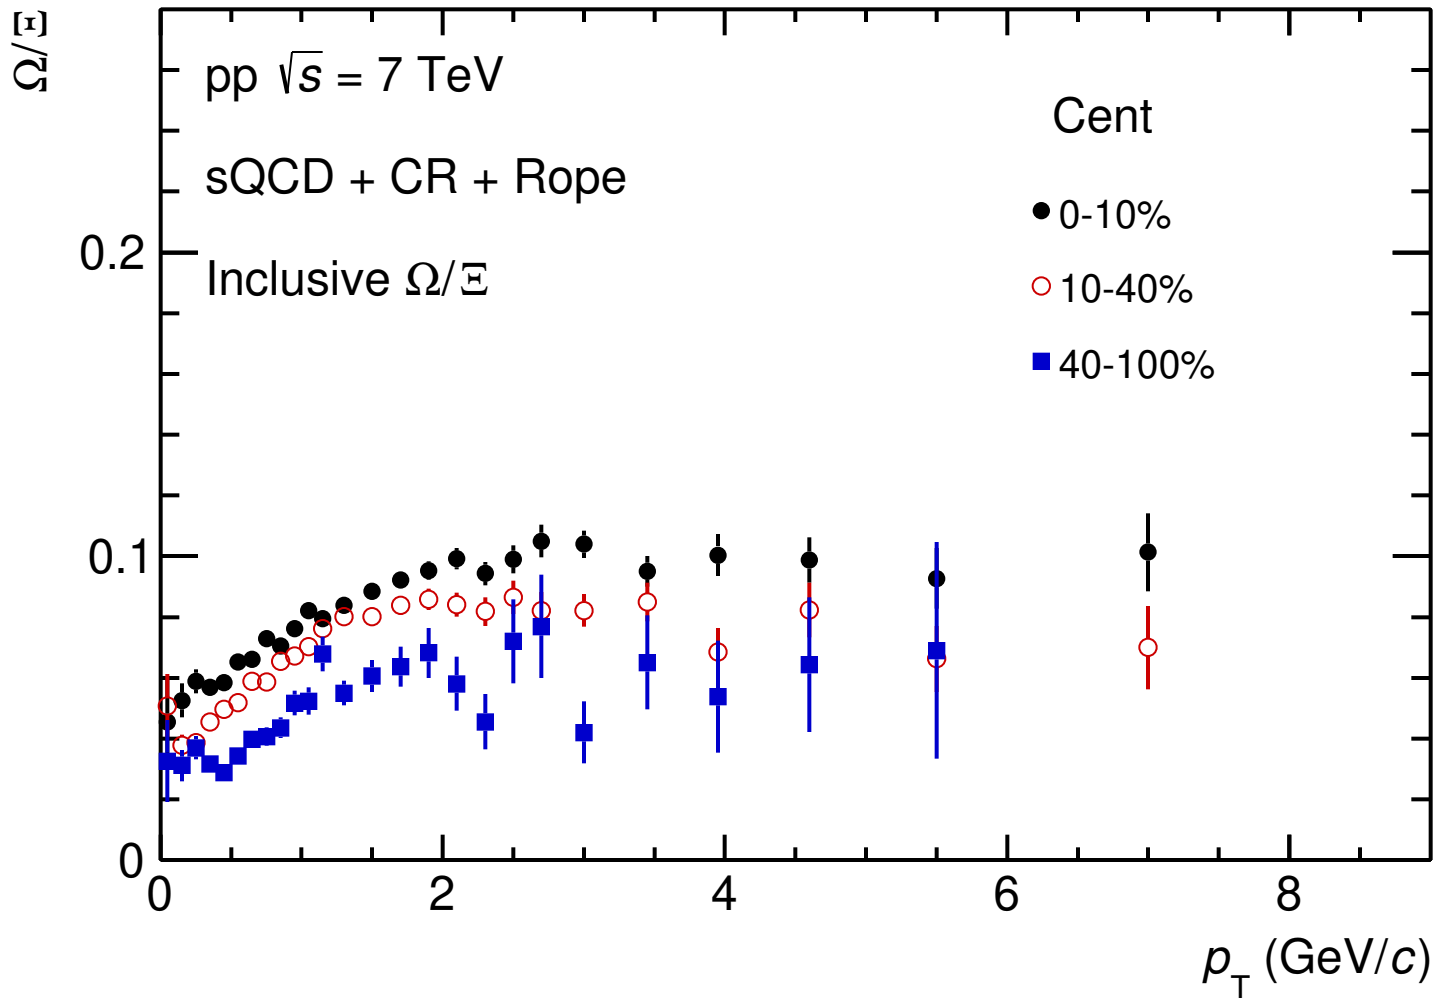 Ω/Ξ
pp √s = 7 TeV
sQCD + CR + Rope
Inclusive Ω/Ξ
Cent
0-10%
10-40%
40-100%
0.2
0.1
0
0 2 4 6 8
p_T (GeV/c)